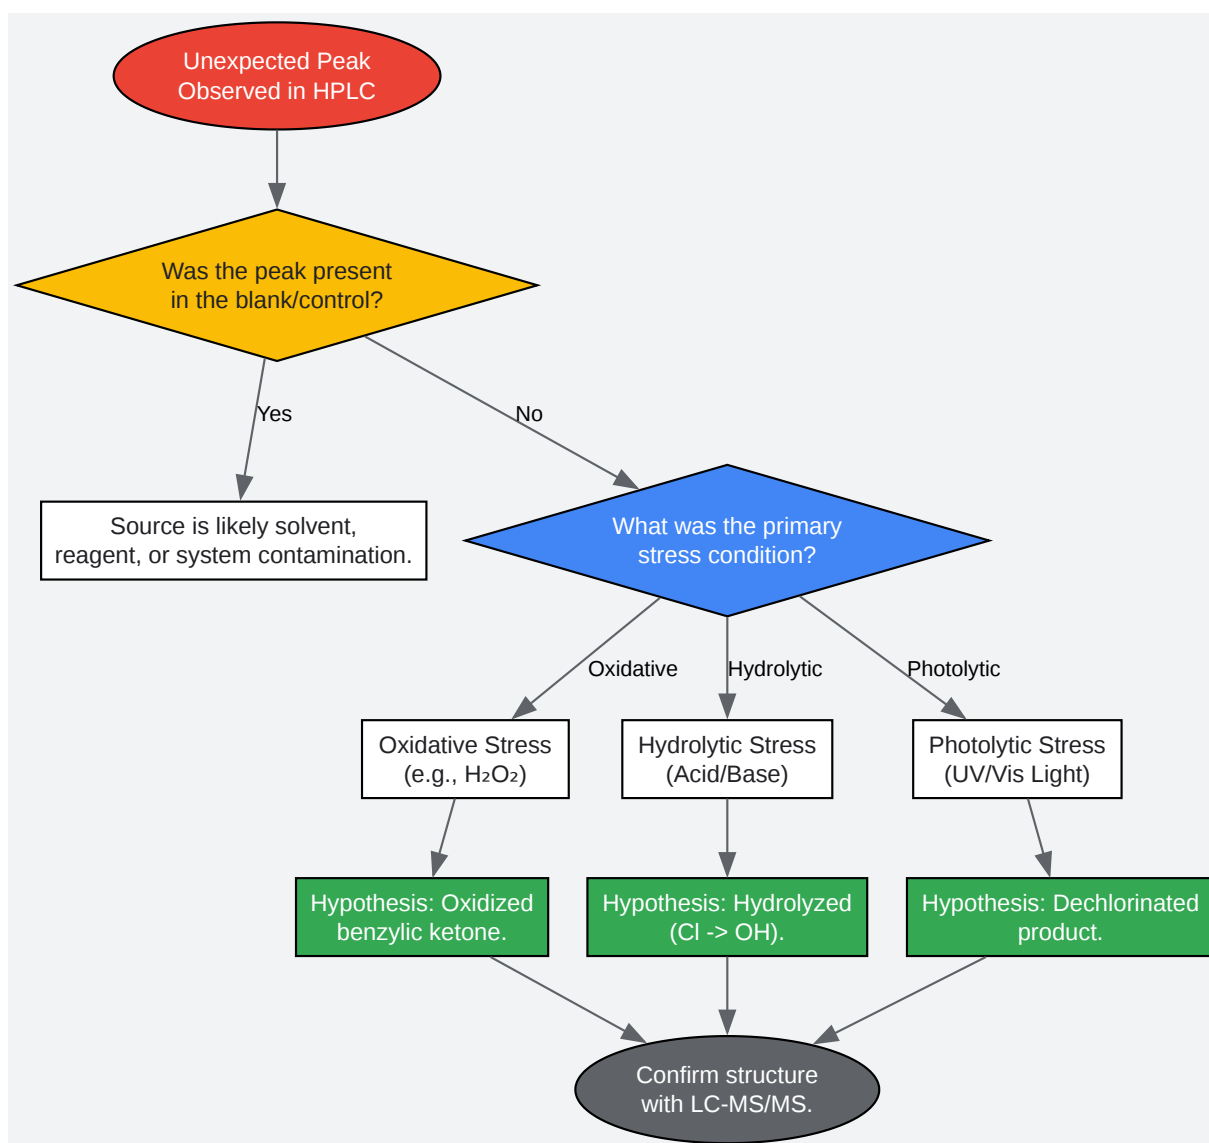 Unexpected Peak
Observed in HPLC
Was the peak present
in the blank/control?
Yes
No
Source is likely solvent,
reagent, or system contamination.
What was the primary
stress condition?
Oxidative
Hydrolytic
Photolytic
Oxidative Stress
(e.g., H₂O₂)
Hydrolytic Stress
(Acid/Base)
Photolytic Stress
(UV/Vis Light)
Hypothesis: Oxidized
benzylic ketone.
Hypothesis: Hydrolyzed
(Cl -> OH).
Hypothesis: Dechlorinated
product.
Confirm structure
with LC-MS/MS.